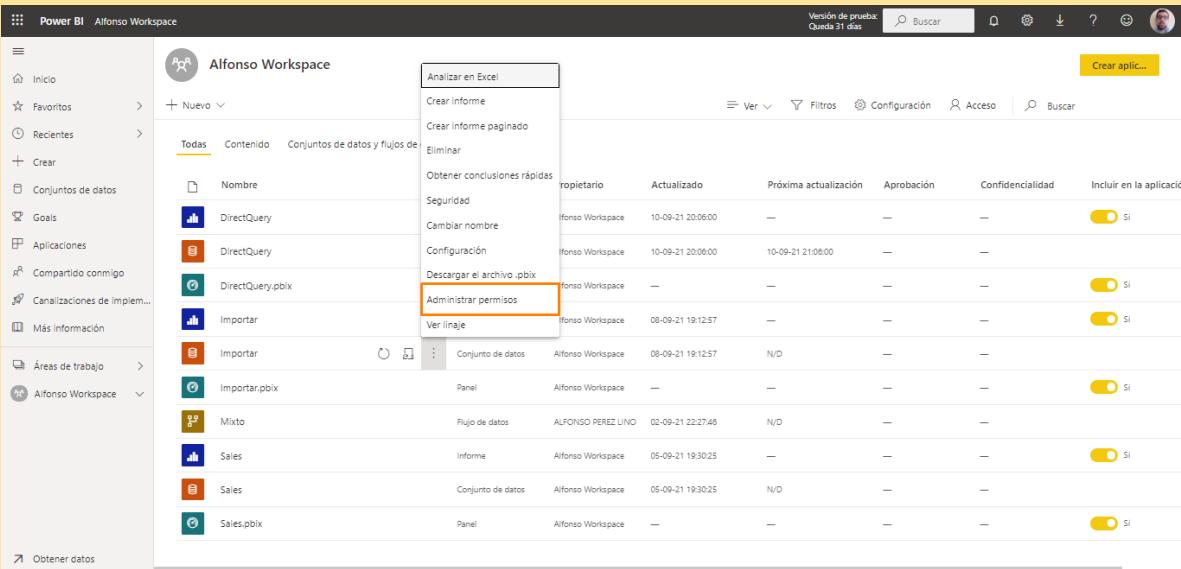 Power BI Alfonso Workspace
Versión de prueba:
Queda 31 días
Buscar
Inicio
Favoritos
Recientes
Crear
Conjuntos de datos
Goals
Aplicaciones
Compartido conmigo
Canalizaciones de implem...
Más información
Áreas de trabajo
Alfonso Workspace
Obtener datos
Alfonso Workspace
Crear aplic...
Nuevo
Ver Filtros Configuración Acceso Buscar
Todas Contenido Conjuntos de datos y flujos de
Analizar en Excel
Crear informe
Crear informe paginado
Eliminar
Obtener conclusiones rápidas
Seguridad
Cambiar nombre
Configuración
Descargar el archivo .pbix
Administrar permisos
Ver linaje
Nombre ropietario Actualizado Próxima actualización Aprobación Confidencialidad Incluir en la aplicació
DirectQuery lfonso Workspace 10-09-21 20:06:00 — — — Sí
DirectQuery lfonso Workspace 10-09-21 20:06:00 10-09-21 21:06:00 — —
DirectQuery.pbix lfonso Workspace — — — — Sí
Importar lfonso Workspace 08-09-21 19:12:57 — — — Sí
Importar Conjunto de datos Alfonso Workspace 08-09-21 19:12:57 N/D — —
Importar.pbix Panel Alfonso Workspace — — — — Sí
Mixto Flujo de datos ALFONSO PEREZ LINO 02-09-21 22:27:46 N/D — —
Sales Informe Alfonso Workspace 05-09-21 19:30:25 — — — Sí
Sales Conjunto de datos Alfonso Workspace 05-09-21 19:30:25 N/D — —
Sales.pbix Panel Alfonso Workspace — — — — Sí